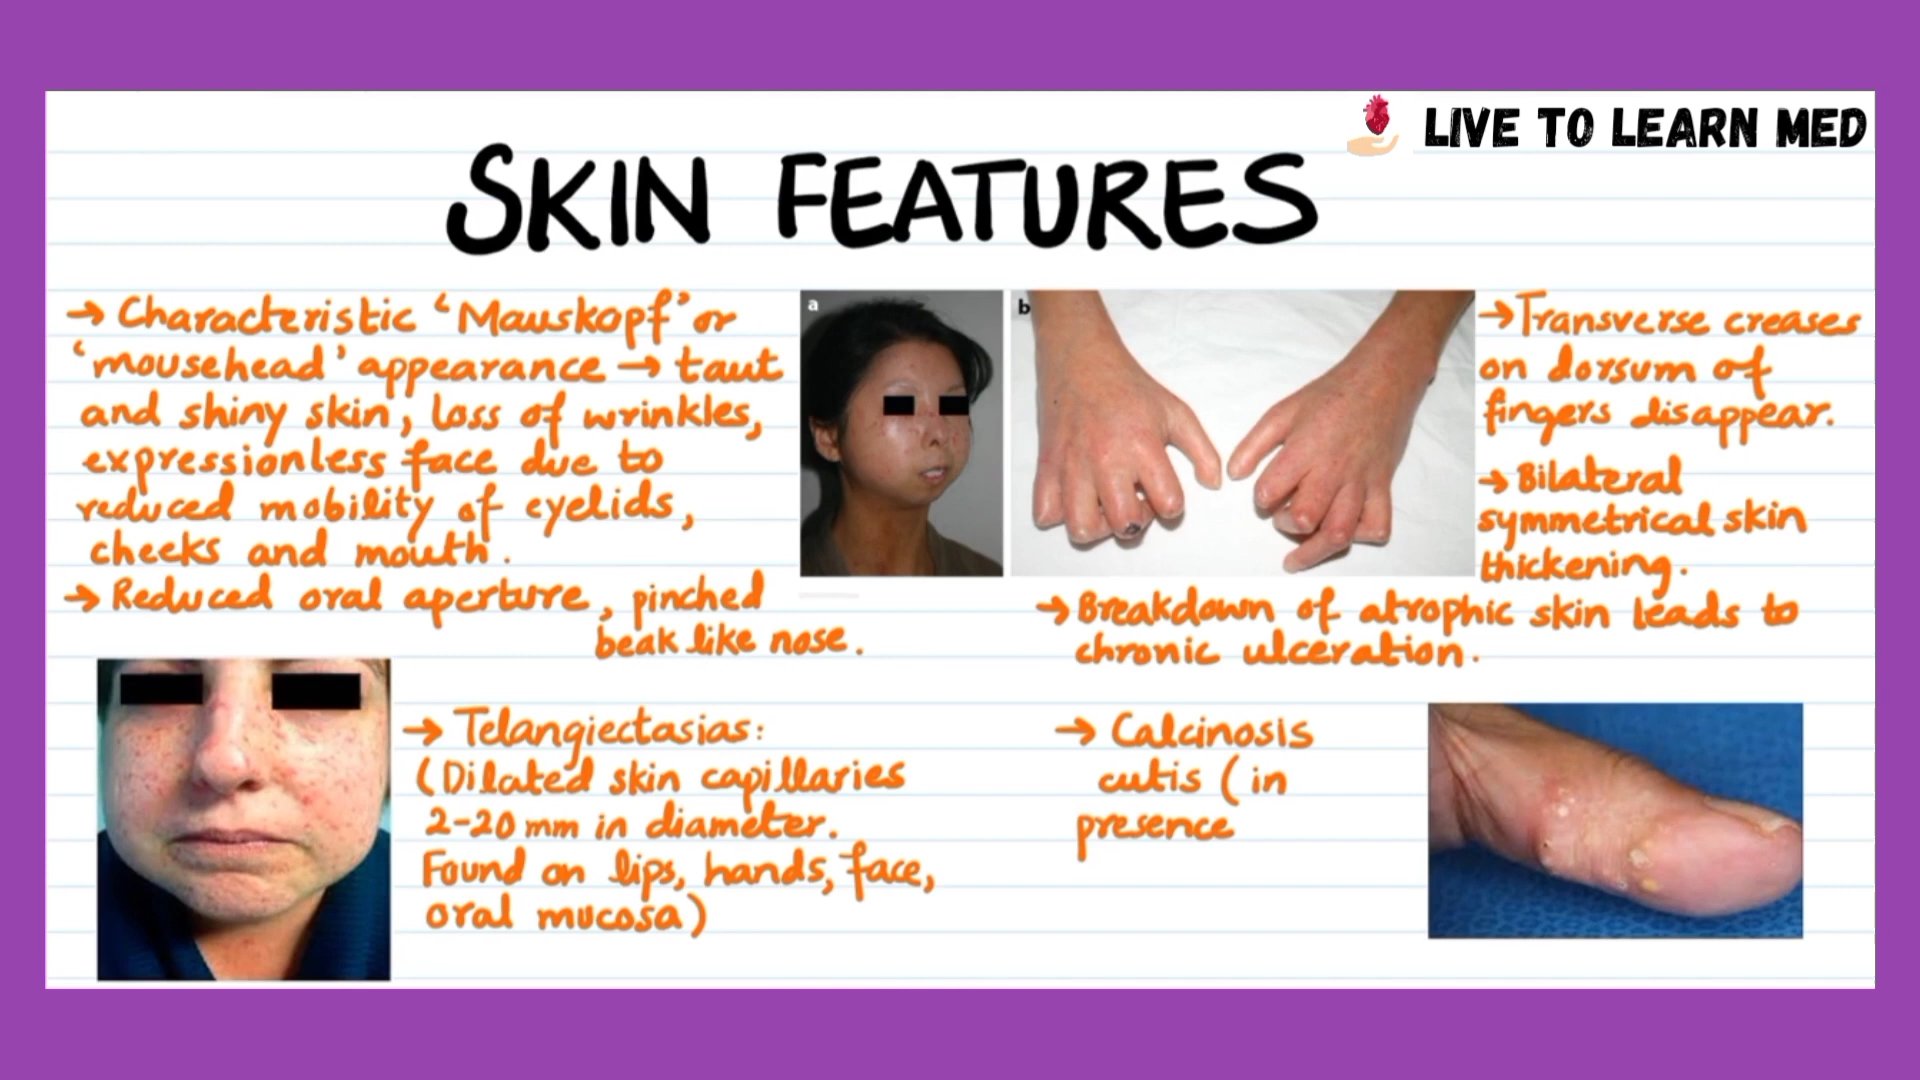 LIVE TO LEARN MED
SKIN FEATURES
→ Characteristic ‘Mauskopf’ or
‘mousehead’ appearance → taut
and shiny skin, loss of wrinkles,
expressionless face due to
reduced mobility of eyelids,
cheeks and mouth.
→ Reduced oral aperture, pinched
beak like nose.
a
b
→ Transverse creases
on dorsum of
fingers disappear.
→ Bilateral
symmetrical skin
thickening.
→ Breakdown of atrophic skin leads to
chronic ulceration.
→ Telangiectasias:
(Dilated skin capillaries
2-20 mm in diameter.
Found on lips, hands, face,
oral mucosa)
→ Calcinosis
cutis (in
presence